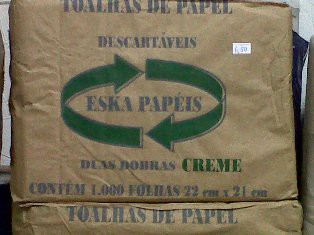 TOALHAS DE PAPEL
DESCARTÁVEIS
ESKA PAPÉIS
DUAS DOBRAS CREME
CONTÉM 1.000 FOLHAS 22 cm x 21 cm
TOALHAS DE PAPEL